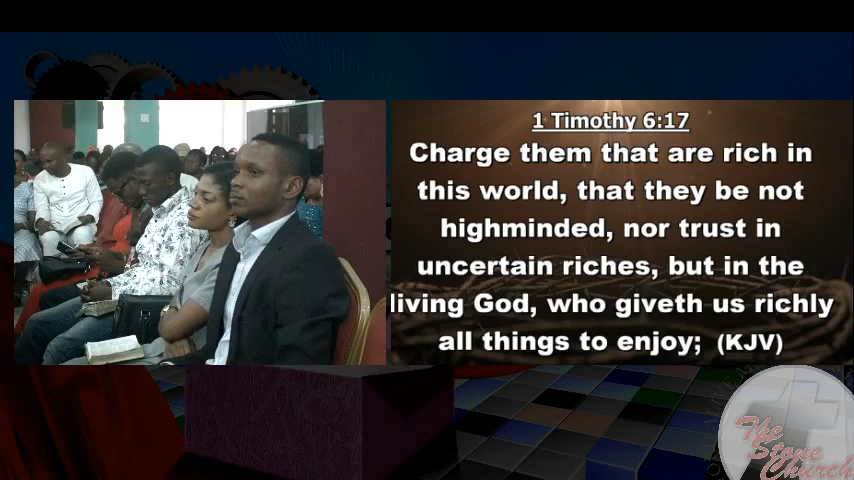 1 Timothy 6:17
Charge them that are rich in
this world, that they be not
highminded, nor trust in
uncertain riches, but in the
living God, who giveth us richly
all things to enjoy; (KJV)
The
Stone
Church